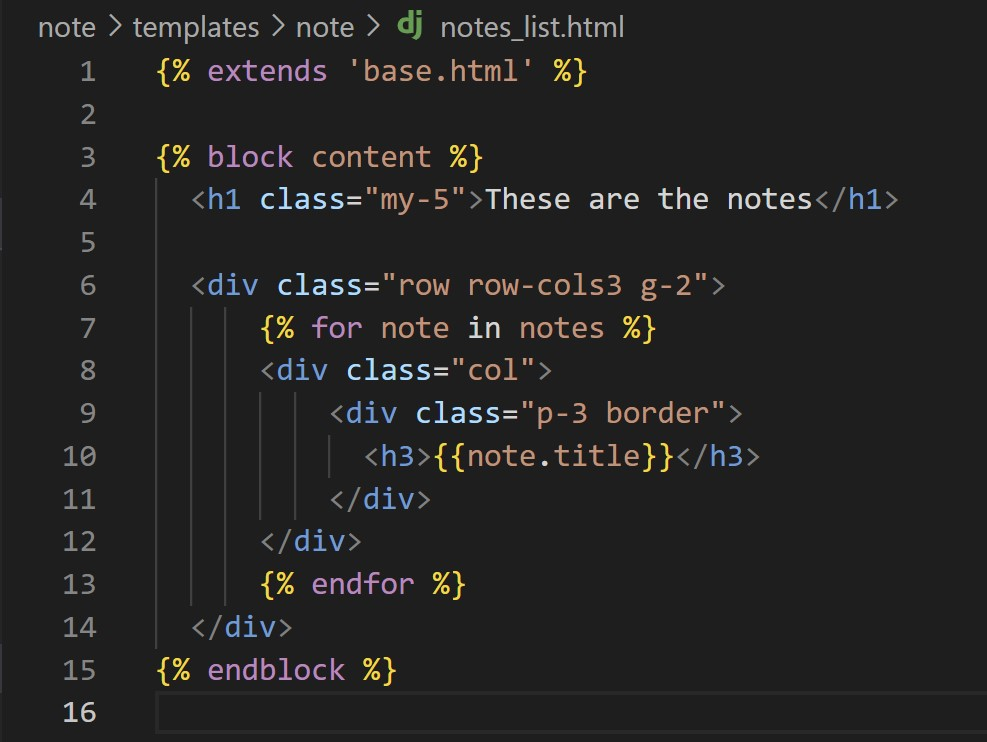 note > templates > note > dj notes_list.html
1 {% extends 'base.html' %}
2
3 {% block content %}
4 <h1 class="my-5">These are the notes</h1>
5
6 <div class="row row-cols3 g-2">
7 {% for note in notes %}
8 <div class="col">
9 <div class="p-3 border">
10 <h3>{{note.title}}</h3>
11 </div>
12 </div>
13 {% endfor %}
14 </div>
15 {% endblock %}
16